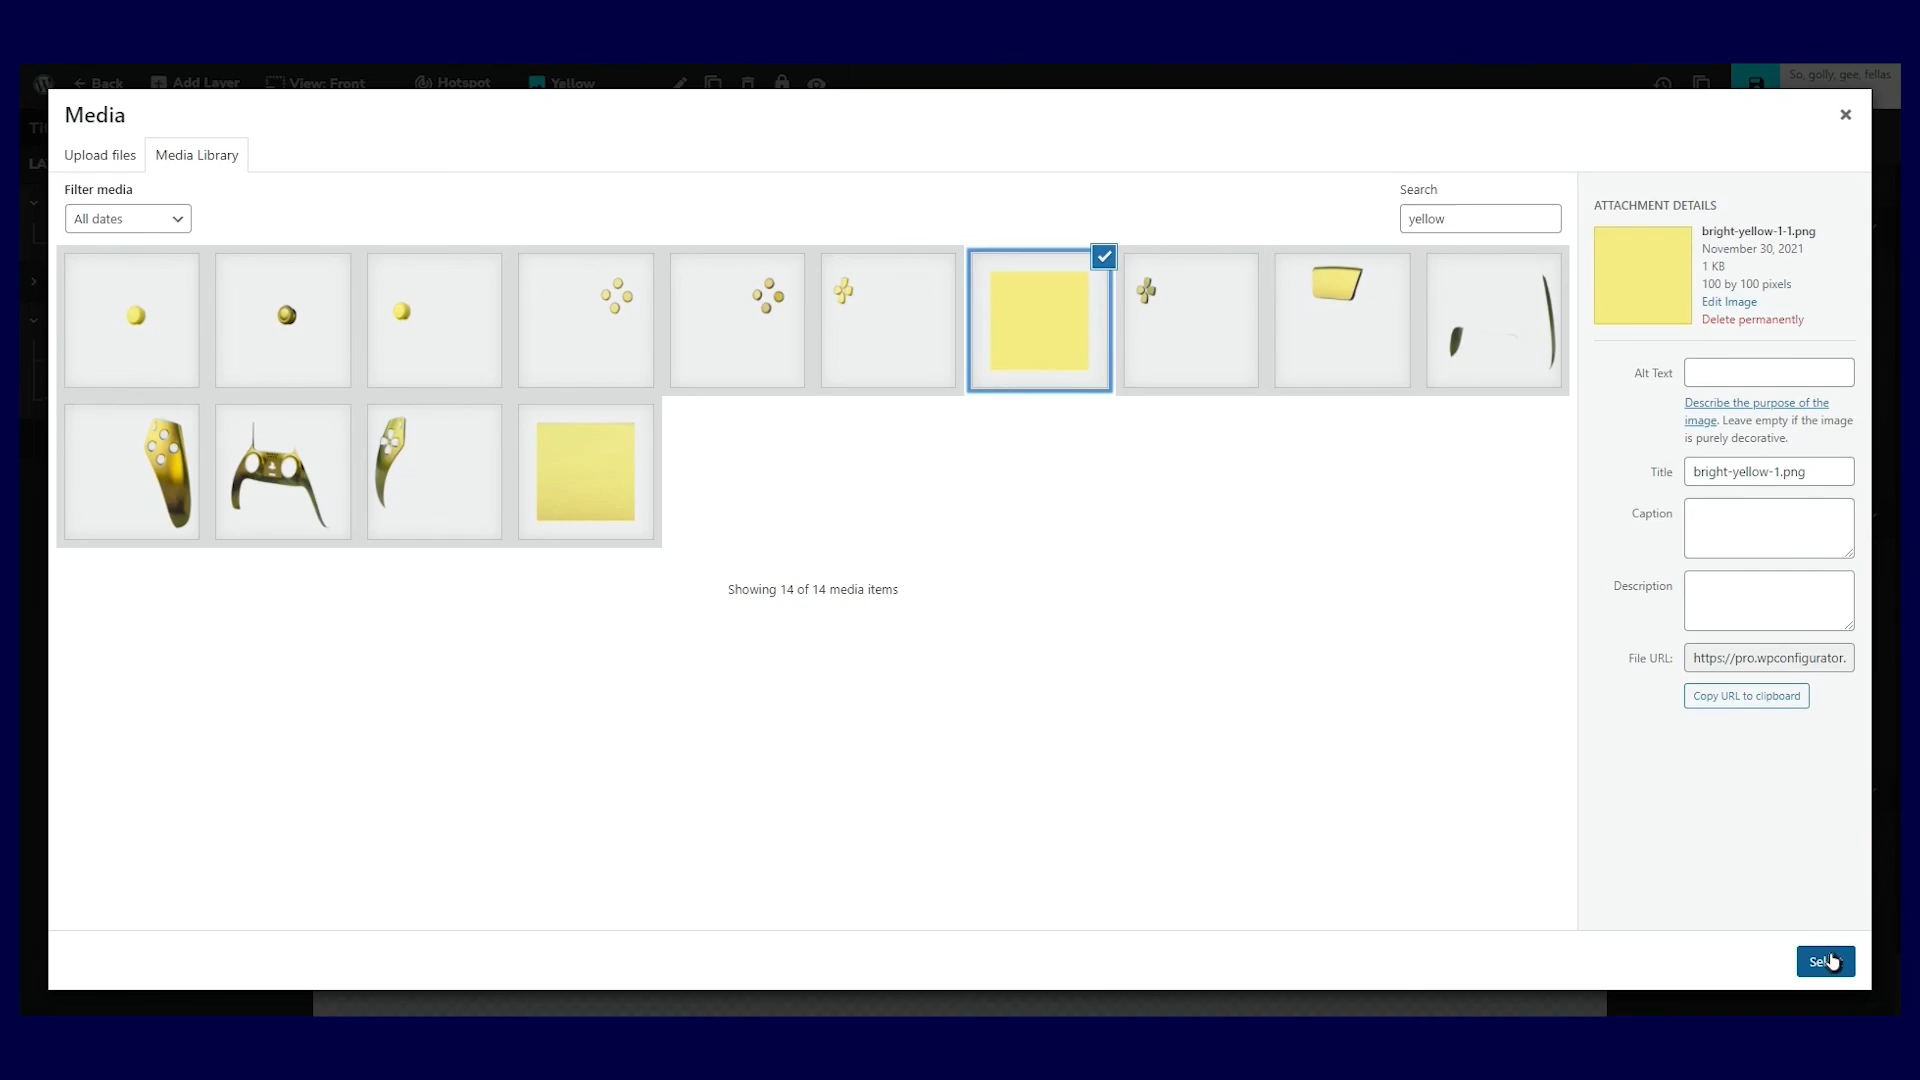 ← Back
Add Layer
View: Front
Hotspot
Yellow
So, golly, gee, fellas
Media
Upload files
Media Library
Filter media
All dates
Search
yellow
Showing 14 of 14 media items
ATTACHMENT DETAILS
bright-yellow-1-1.png
November 30, 2021
1 KB
100 by 100 pixels
Edit Image
Delete permanently
Alt Text
Describe the purpose of the
image. Leave empty if the image
is purely decorative.
Title
bright-yellow-1.png
Caption
Description
File URL:
https://pro.wpconfigurator.
Copy URL to clipboard